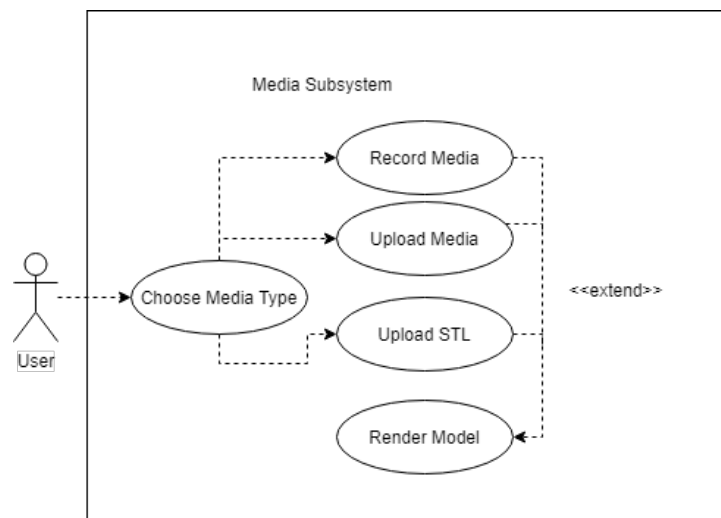 Media Subsystem
Record Media
Upload Media
Choose Media Type
<<extend>>
Upload STL
User
Render Model